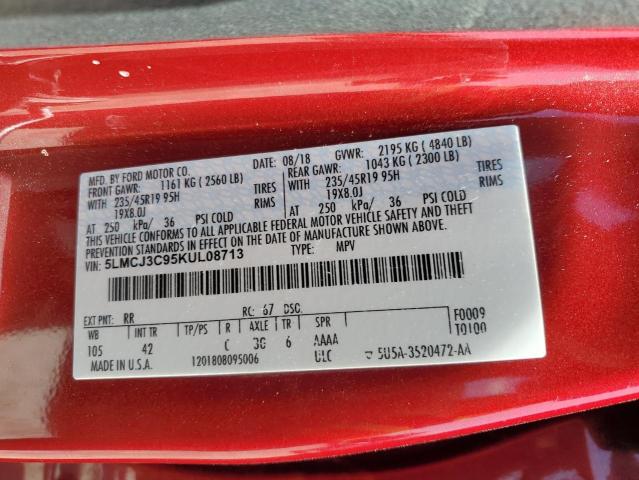 MFD. BY FORD MOTOR CO. DATE: 08/18 GVWR: 2195 KG ( 4840 LB)
FRONT GAWR: 1161 KG ( 2560 LB) REAR GAWR: 1043 KG ( 2300 LB)
WITH 235/45R19 95H TIRES WITH 235/45R19 95H TIRES
19X8.0J RIMS 19X8.0J RIMS
AT 250 kPa/ 36 PSI COLD AT 250 kPa/ 36 PSI COLD
THIS VEHICLE CONFORMS TO ALL APPLICABLE FEDERAL MOTOR VEHICLE SAFETY AND THEFT
PREVENTION STANDARDS IN EFFECT ON THE DATE OF MANUFACTURE SHOWN ABOVE.
VIN: 5LMCJ3C95KUL08713 TYPE: MPV
EXT PNT: RR RC: 67 DSO: F0009
WB INT TR TP/PS R AXLE TR SPR T0100
105 42 C 3G 6 AAAA
MADE IN U.S.A. 120180B095006 ULC 5U5A-3520472-AA